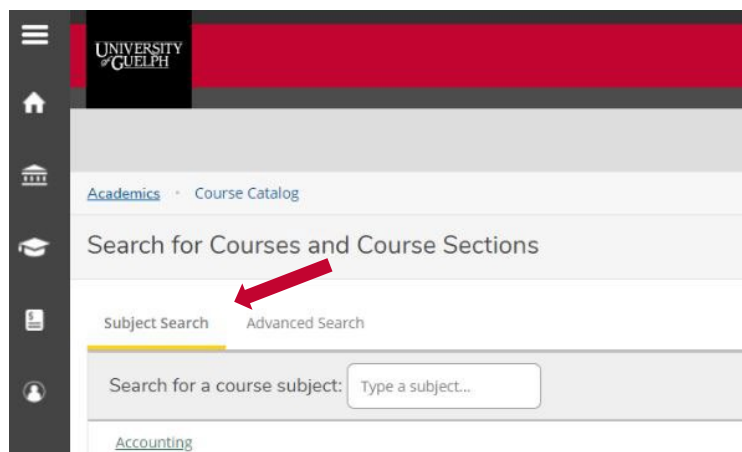 UNIVERSITY
of GUELPH
Academics · Course Catalog
Search for Courses and Course Sections
Subject Search Advanced Search
Search for a course subject: Type a subject...
Accounting